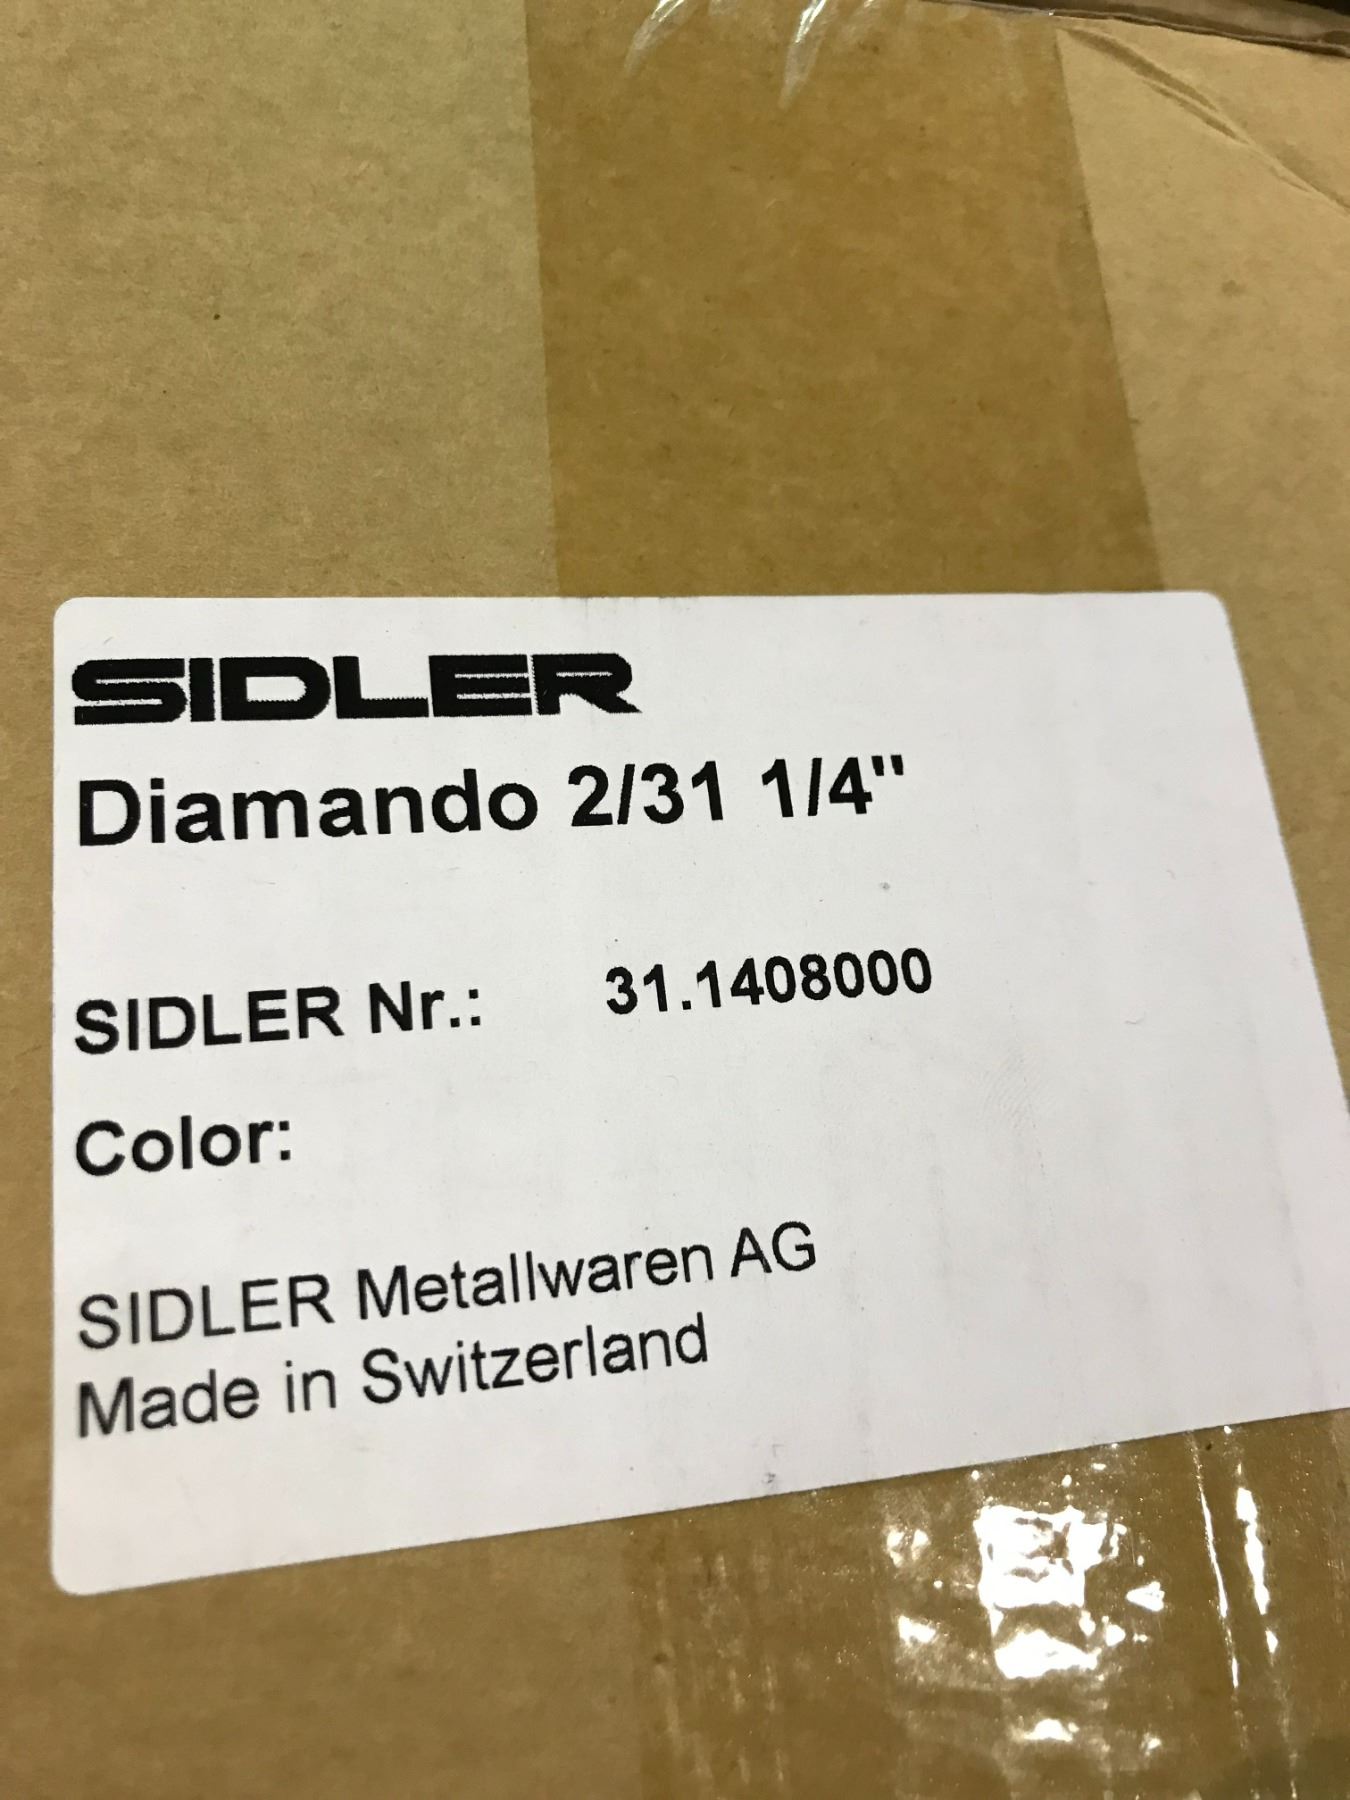 SIDLER
Diamando 2/31 1/4"
SIDLER Nr.: 31.1408000
Color:
SIDLER Metallwaren AG
Made in Switzerland